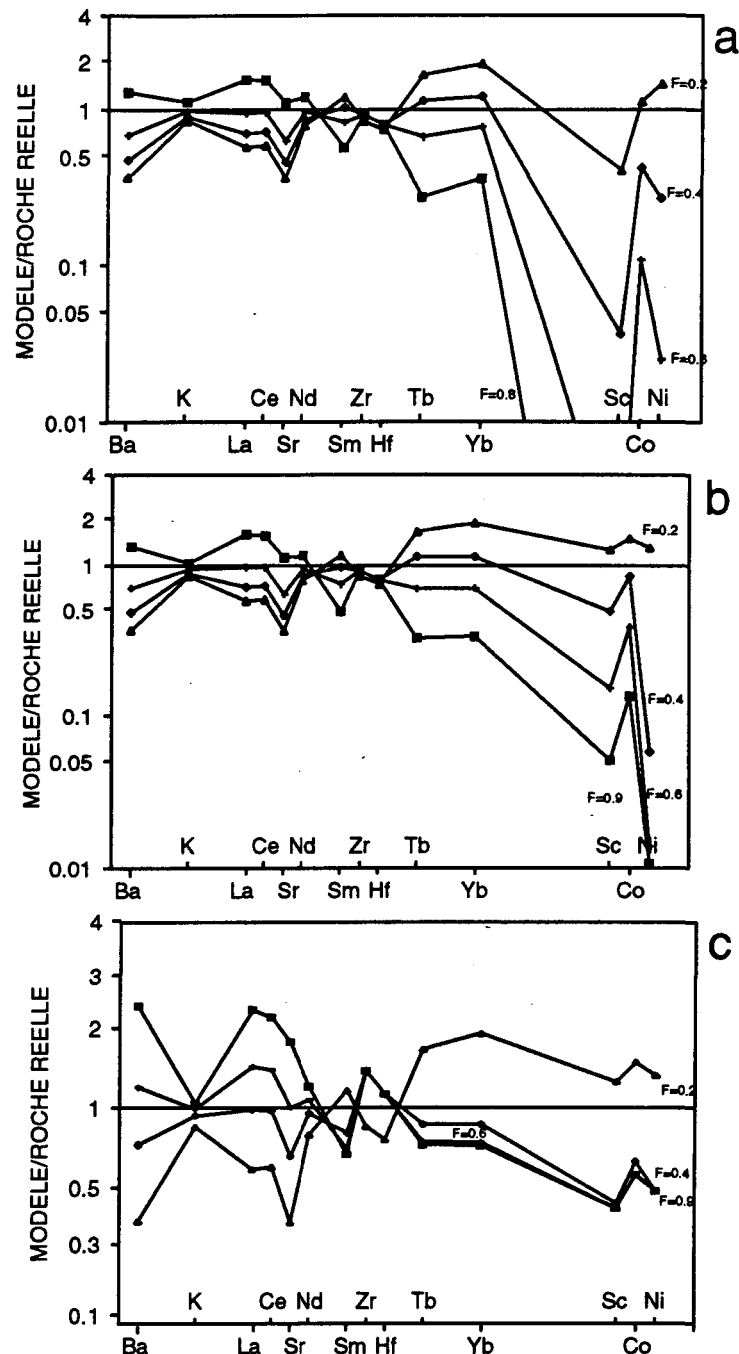 a
MODELE/ROCHE REELLE
4
2
1
0.5
0.1
0.05
0.01
F=0.2
F=0.4
F=0.8
K Ce Nd Zr Tb Sc Ni
Ba La Sr Sm Hf Yb Co
b
MODELE/ROCHE REELLE
4
2
1
0.5
0.1
0.05
0.01
F=0.2
F=0.4
F=0.9
F=0.6
K Ce Nd Zr Tb Sc Ni
Ba La Sr Sm Hf Yb Co
c
MODELE/ROCHE REELLE
4
3
2
1
0.5
0.3
0.1
F=0.2
F=0.6
F=0.4
F=0.9
K Ce Nd Zr Tb Sc Ni
Ba La Sr Sm Hf Yb Co